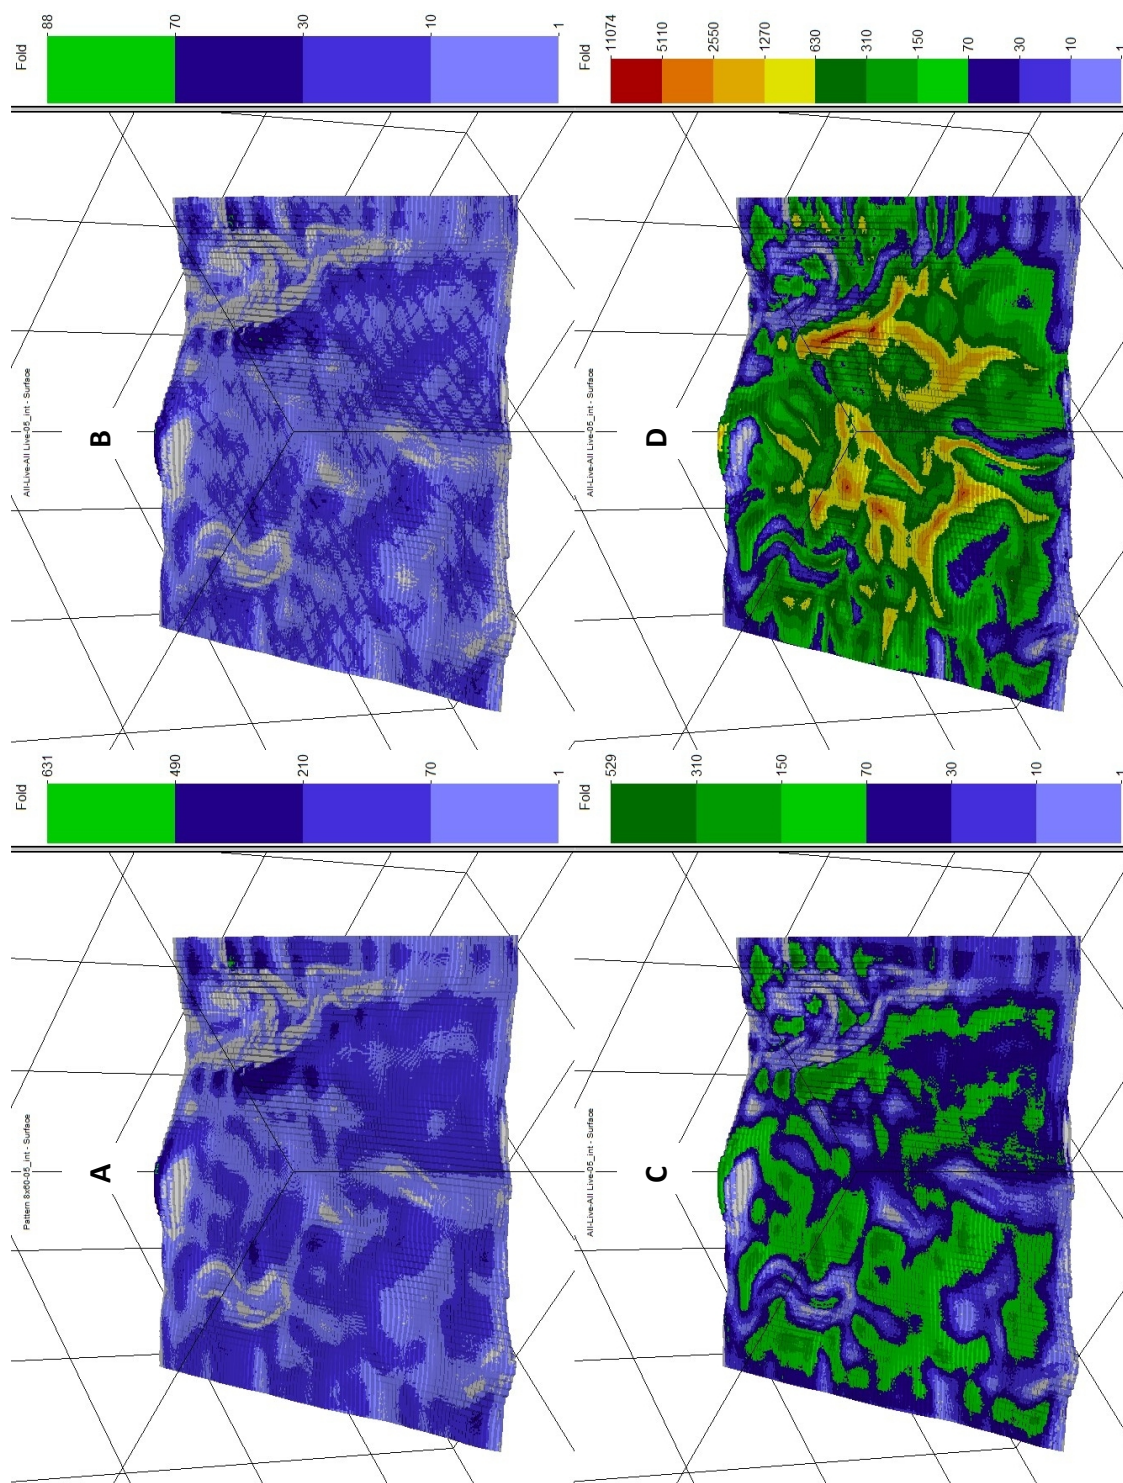 Pattern 8x60-05_int - Surface
A
Fold
631
490
210
70
1
All-Live-All Live-05_int - Surface
B
Fold
88
70
30
10
1
All-Live-All Live-05_int - Surface
C
Fold
529
310
150
70
30
10
1
All-Live-All Live-05_int - Surface
D
Fold
11074
5110
2550
1270
630
310
150
70
30
10
1